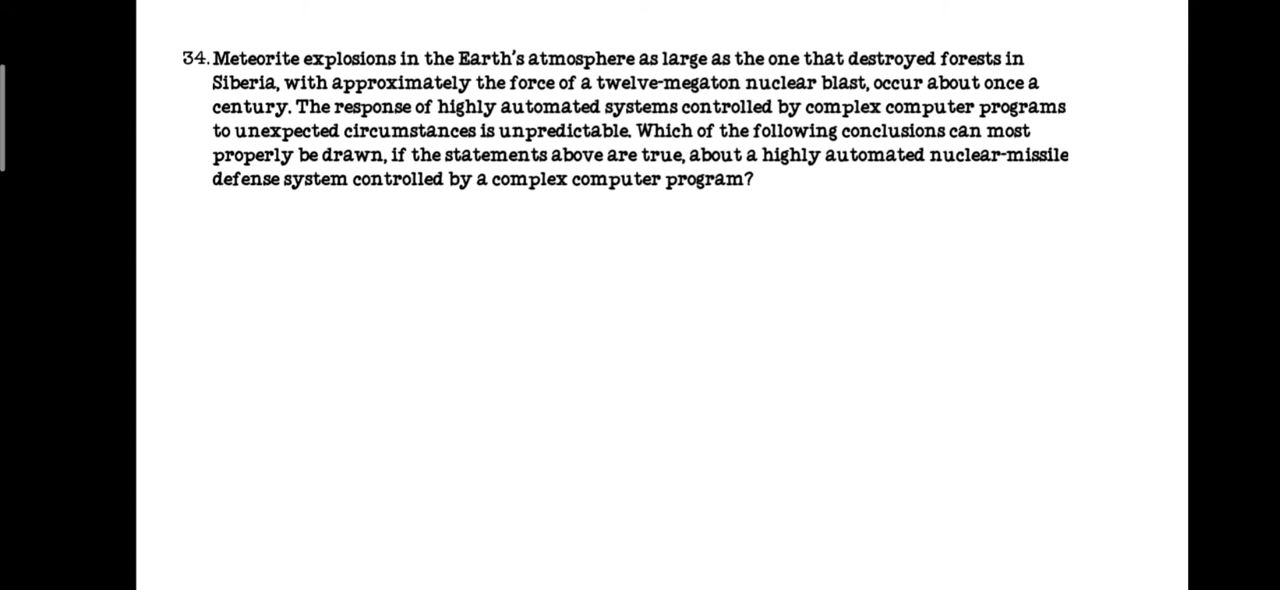 34. Meteorite explosions in the Earth's atmosphere as large as the one that destroyed forests in
Siberia, with approximately the force of a twelve-megaton nuclear blast, occur about once a
century. The response of highly automated systems controlled by complex computer programs
to unexpected circumstances is unpredictable. Which of the following conclusions can most
properly be drawn, if the statements above are true, about a highly automated nuclear-missile
defense system controlled by a complex computer program?